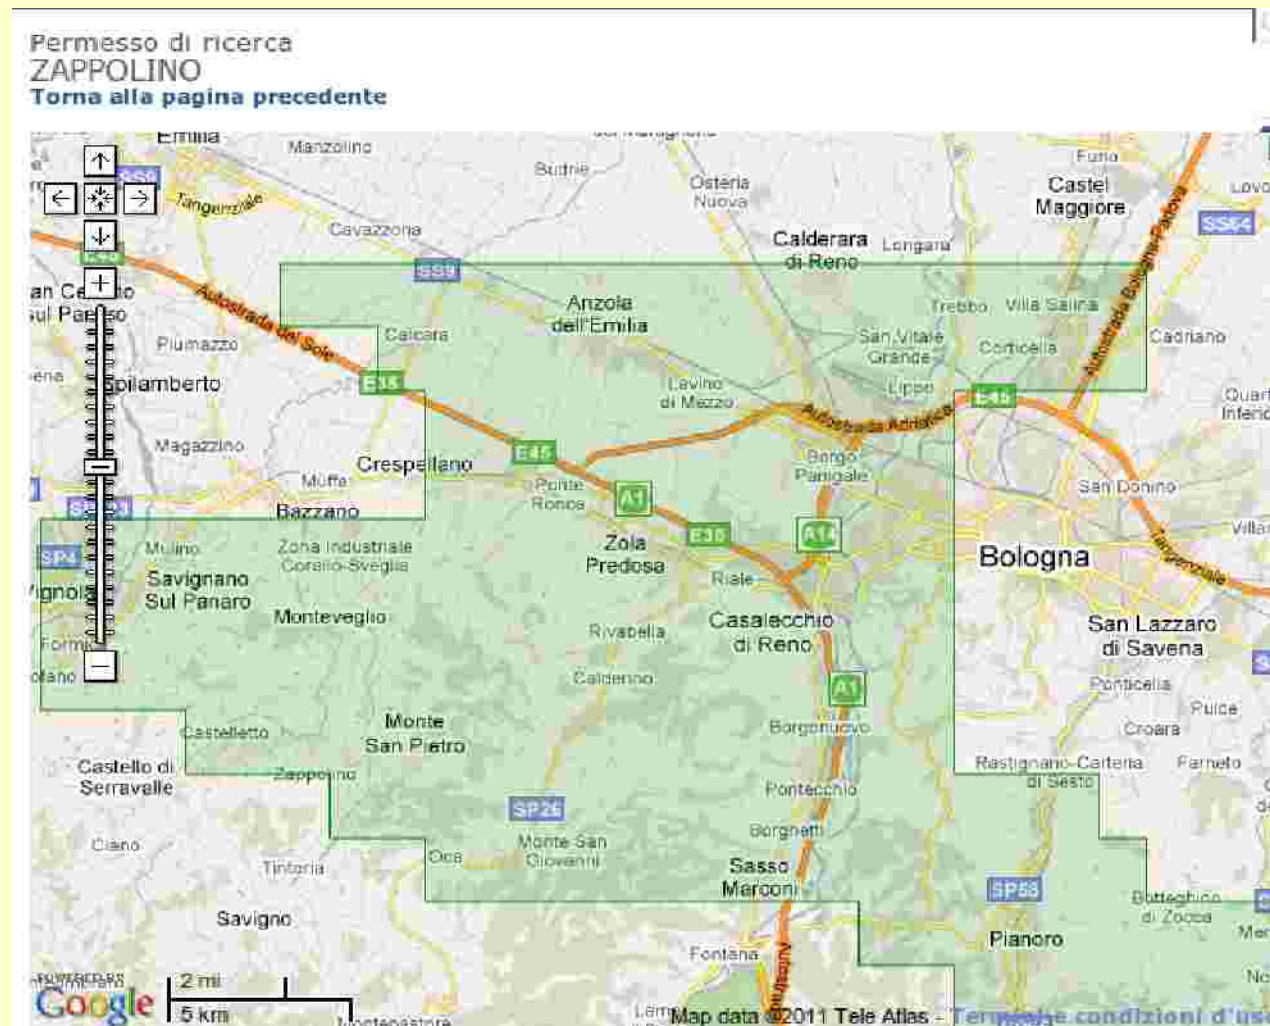 Permesso di ricerca
ZAPPOLINO
Torna alla pagina precedente
Emilia
Manzolino
Budrie
Osteria
Nuova
Funo
Castel
Maggiore
SS9
Tangenziale
Cavazzona
Calderara
di Reno
Longara
SS64
SS9
Autostrada del Sole
Anzola
dell'Emilia
Trebbo
Villa Salina
Autostrada Bologna-Padova
Piumazzo
Calcara
San Vitale
Grande
Corticella
Cadriano
Spilamberto
E35
Lavino
di Mezzo
Lippo
E45
Autostrada Adriatica
Magazzino
Crespellano
E45
Borgo
Panigale
Muffa
Ponte
Ronca
A1
San Donino
Bazzano
E35
A14
SP4
Mulino
Zona Industriale
Corallo-Sveglia
Zola
Predosa
Bologna
Tangenziale
Savignano
Sul Panaro
Riale
Monteveglio
Rivabella
Casalecchio
di Reno
San Lazzaro
di Savena
Calderino
A1
Ponticella
Pulce
Castelletto
Monte
San Pietro
Borgonuovo
Croara
Castello di
Serravalle
Zappolino
Rastignano-Carteria
di Sesto
Farneto
SP26
Pontecchio
Ciano
Oca
Monte San
Giovanni
Borghetti
Tintoria
Sasso
Marconi
SP58
Botteghino
di Zocca
Savigno
Pianoro
Fontana
POWERED BY
Google
2 mi
5 km
Map data ©2011 Tele Atlas -